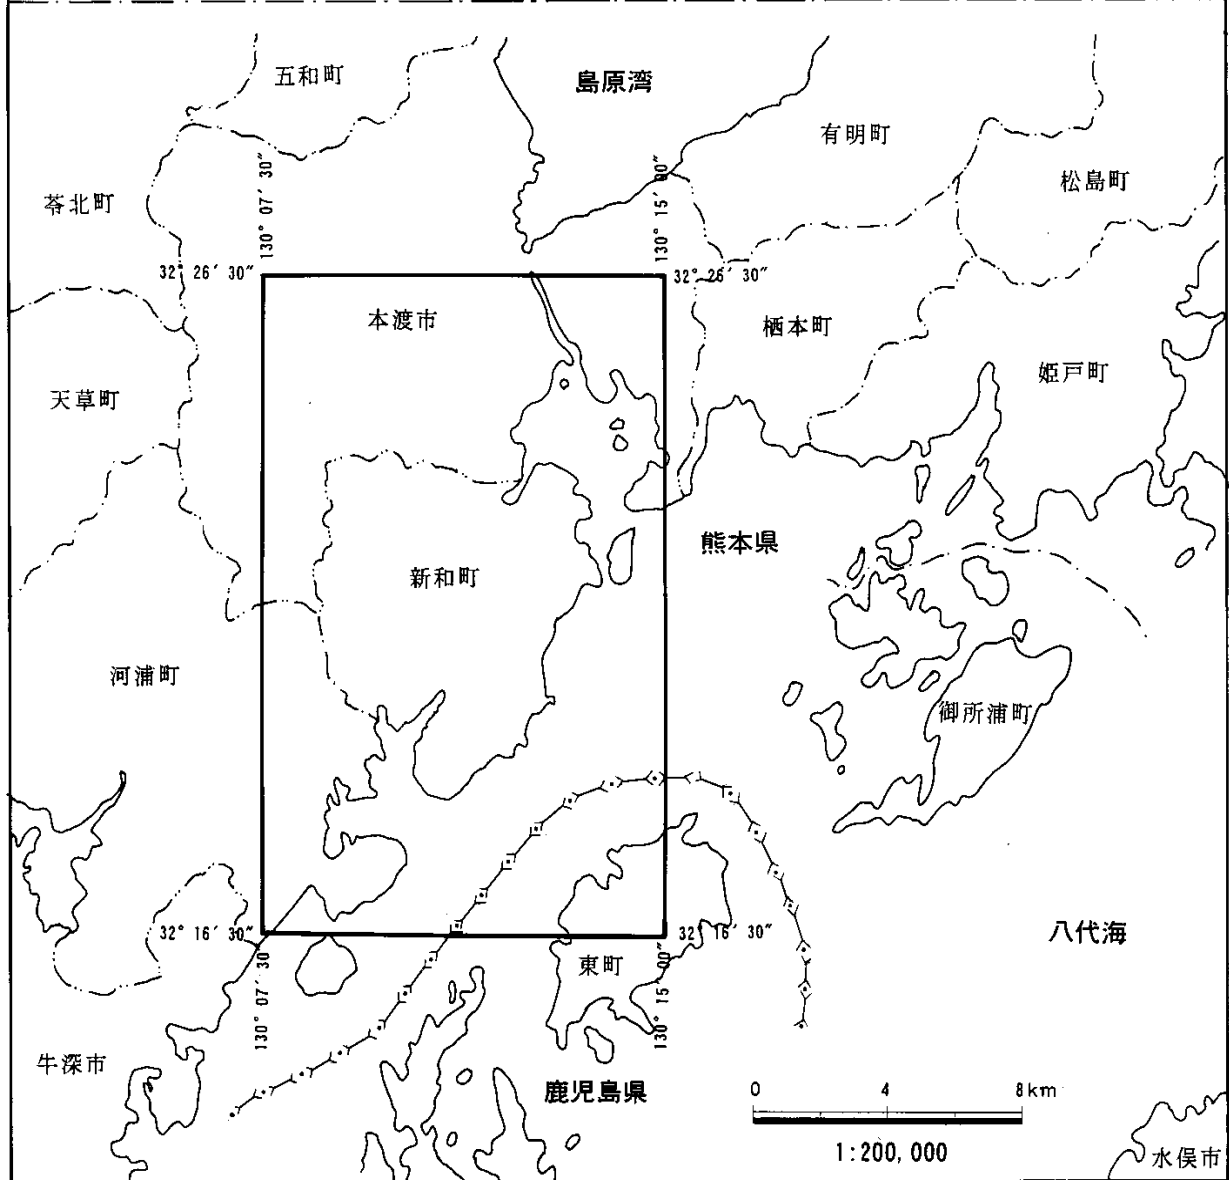 五和町
島原湾
有明町
松島町
苓北町
130° 07′ 30″
130° 15′ 00″
32° 26′ 30″
32° 26′ 30″
本渡市
栖本町
姫戸町
天草町
熊本県
新和町
河浦町
御所浦町
32° 16′ 30″
32° 16′ 30″
八代海
東町
130° 07′ 30″
130° 15′ 00″
牛深市
鹿児島県
0 4 8km
1:200,000
水俣市